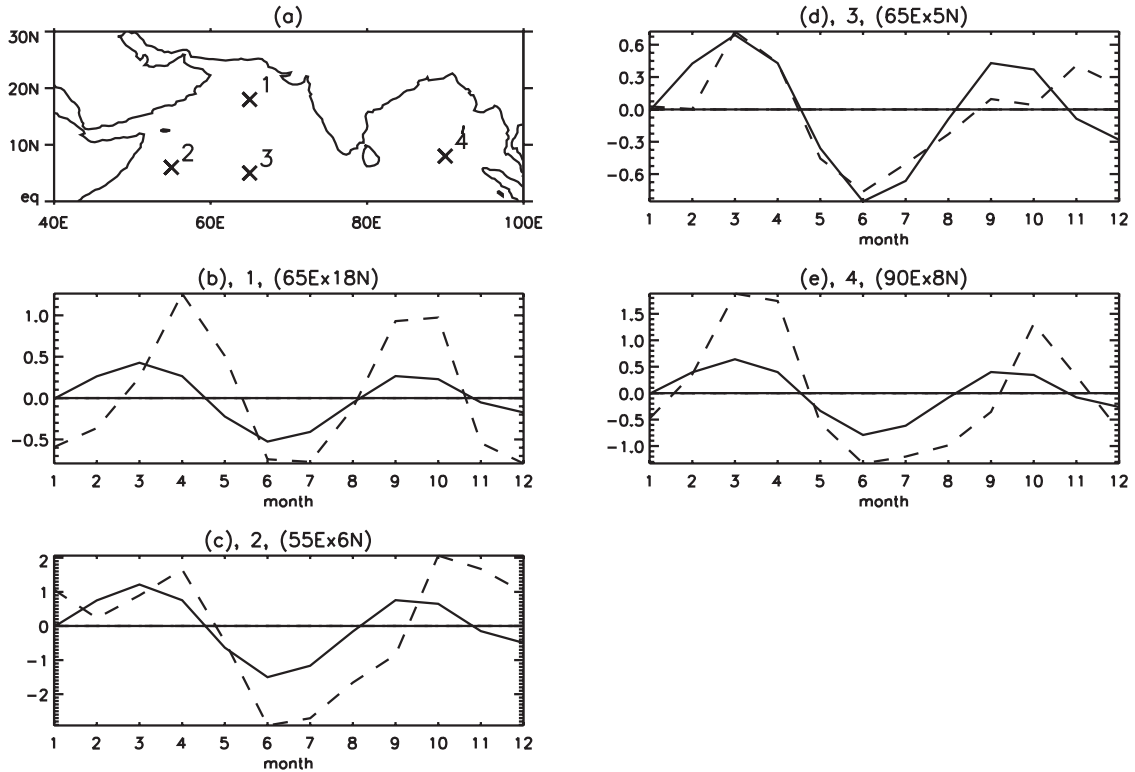 (a)
30N
20N
10N
eq
40E 60E 80E 100E
1
2
3
4
(b), 1, (65Ex18N)
1.0
0.5
0.0
−0.5
1 2 3 4 5 6 7 8 9 10 11 12
month
(c), 2, (55Ex6N)
2
1
0
−1
−2
1 2 3 4 5 6 7 8 9 10 11 12
month
(d), 3, (65Ex5N)
0.6
0.3
0.0
−0.3
−0.6
1 2 3 4 5 6 7 8 9 10 11 12
month
(e), 4, (90Ex8N)
1.5
1.0
0.5
0.0
−0.5
−1.0
1 2 3 4 5 6 7 8 9 10 11 12
month